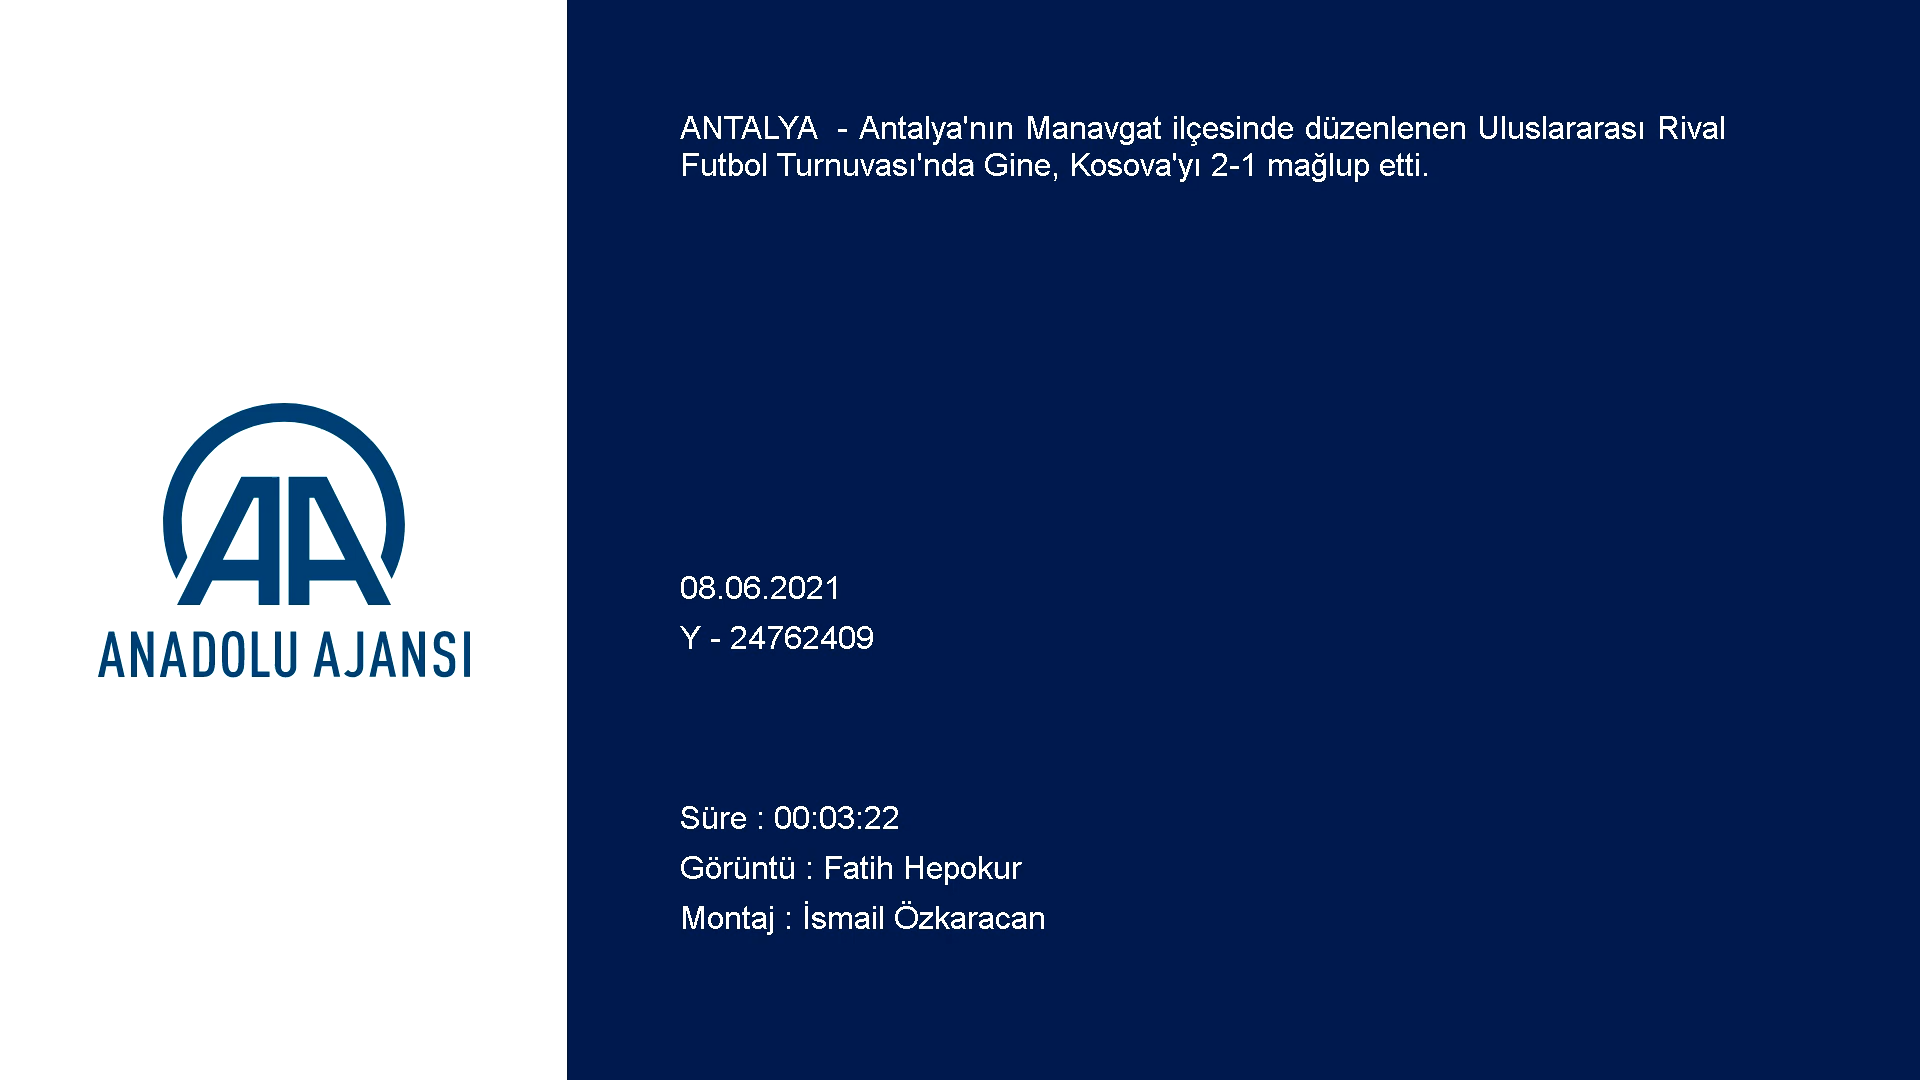 ANTALYA - Antalya'nın Manavgat ilçesinde düzenlenen Uluslararası Rival
Futbol Turnuvası'nda Gine, Kosova'yı 2-1 mağlup etti.
AA
ANADOLU AJANSI
08.06.2021
Y - 24762409
Süre : 00:03:22
Görüntü : Fatih Hepokur
Montaj : İsmail Özkaracan